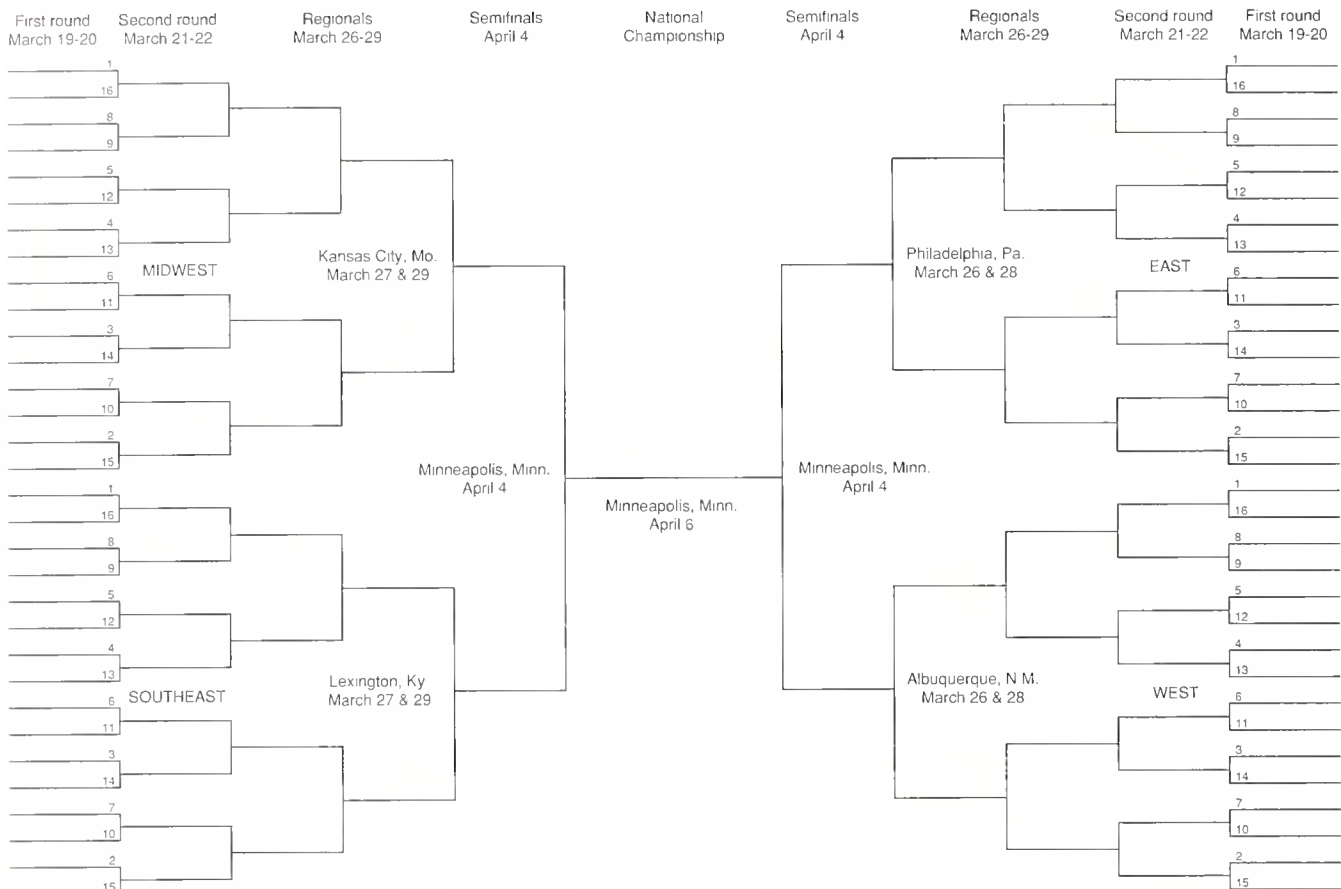 First round
March 19-20
Second round
March 21-22
Regionals
March 26-29
Semifinals
April 4
National
Championship
Semifinals
April 4
Regionals
March 26-29
Second round
March 21-22
First round
March 19-20
1
16
8
9
5
12
4
13
MIDWEST
6
11
3
14
7
10
2
15
Kansas City, Mo.
March 27 & 29
1
16
8
9
5
12
4
13
SOUTHEAST
6
11
3
14
7
10
2
15
Lexington, Ky
March 27 & 29
Minneapolis, Minn.
April 4
Minneapolis, Minn.
April 6
Minneapolis, Minn.
April 4
Philadelphia, Pa.
March 26 & 28
1
16
8
9
5
12
4
13
EAST
6
11
3
14
7
10
2
15
Albuquerque, N M.
March 26 & 28
1
16
8
9
5
12
4
13
WEST
6
11
3
14
7
10
2
15